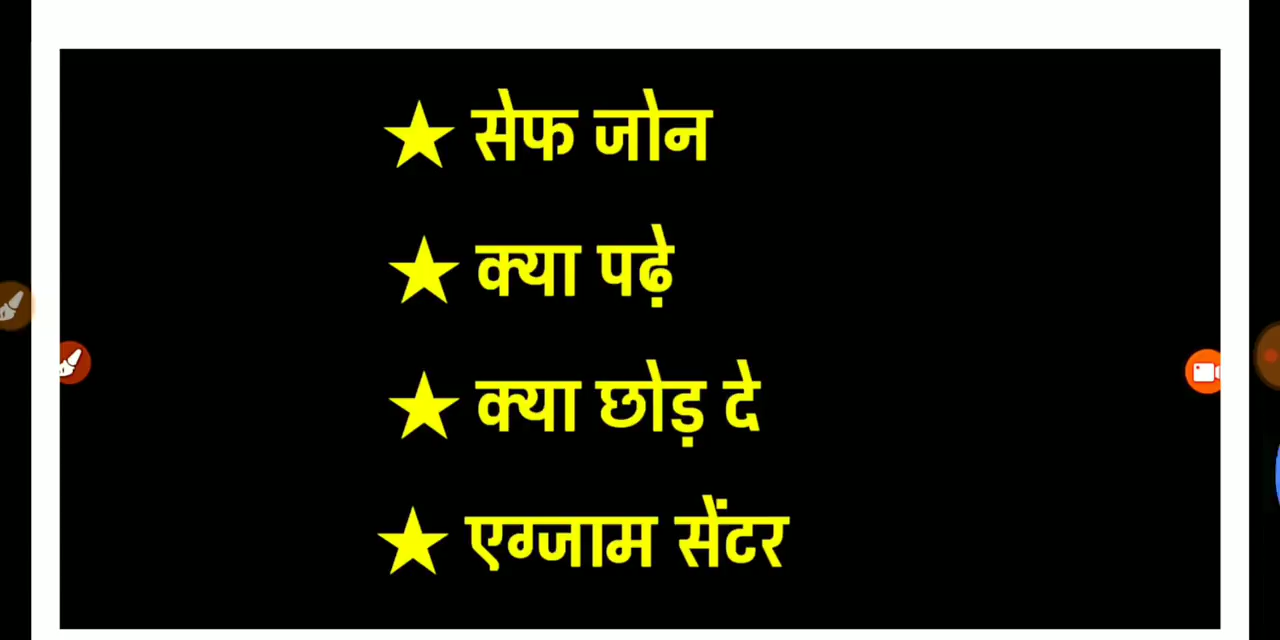 ★ सेफ जोन
★ क्या पढ़े
★ क्या छोड़ दे
★ एग्जाम सेंटर